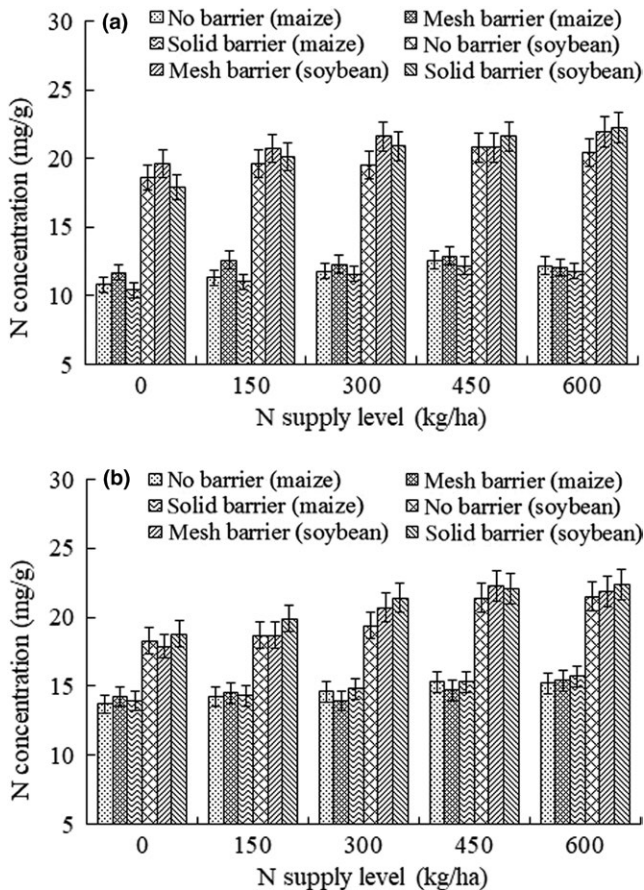 (a)
No barrier (maize) Mesh barrier (maize)
Solid barrier (maize) No barrier (soybean)
Mesh barrier (soybean) Solid barrier (soybean)
N concentration (mg/g)
30
25
20
15
10
5
0 150 300 450 600
N supply level (kg/ha)
(b)
No barrier (maize) Mesh barrier (maize)
Solid barrier (maize) No barrier (soybean)
Mesh barrier (soybean) Solid barrier (soybean)
N concentration (mg/g)
30
25
20
15
10
5
0 150 300 450 600
N supply level (kg/ha)